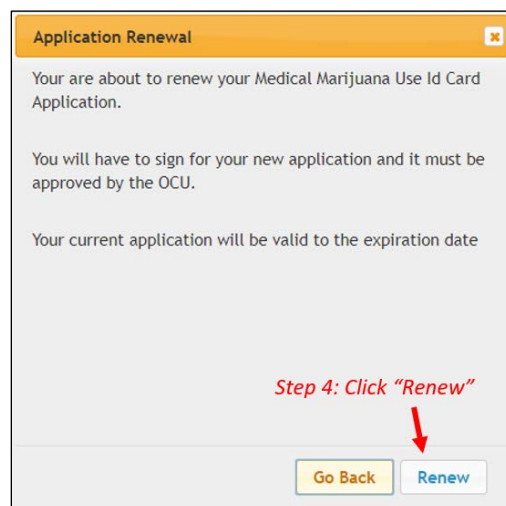 Application Renewal
Your are about to renew your Medical Marijuana Use Id Card
Application.
You will have to sign for your new application and it must be
approved by the OCU.
Your current application will be valid to the expiration date
Step 4: Click “Renew”
Go Back Renew